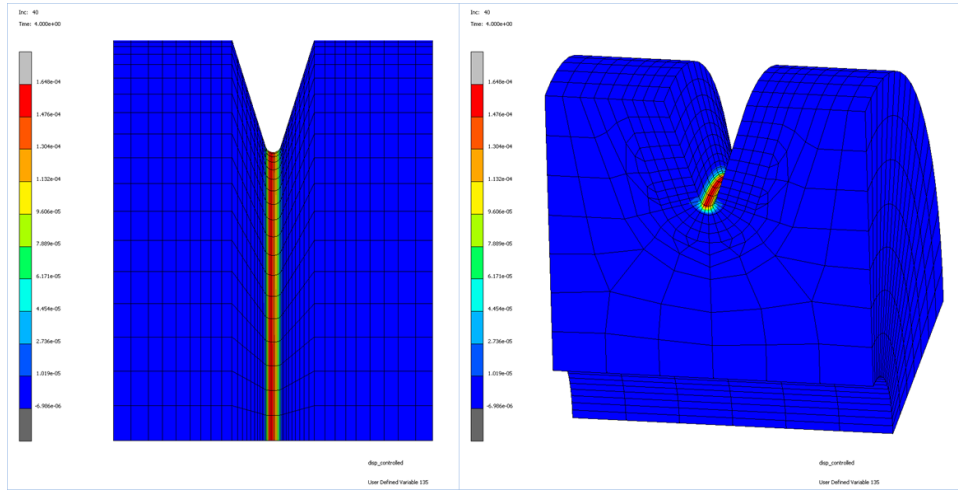 Inc: 40
Time: 4.000e+00
1.648e-04
1.476e-04
1.304e-04
1.132e-04
9.606e-05
7.889e-05
6.171e-05
4.454e-05
2.736e-05
1.019e-05
-6.986e-06
disp_controlled
User Defined Variable 135
Inc: 40
Time: 4.000e+00
1.648e-04
1.476e-04
1.304e-04
1.132e-04
9.606e-05
7.889e-05
6.171e-05
4.454e-05
2.736e-05
1.019e-05
-6.986e-06
disp_controlled
User Defined Variable 135